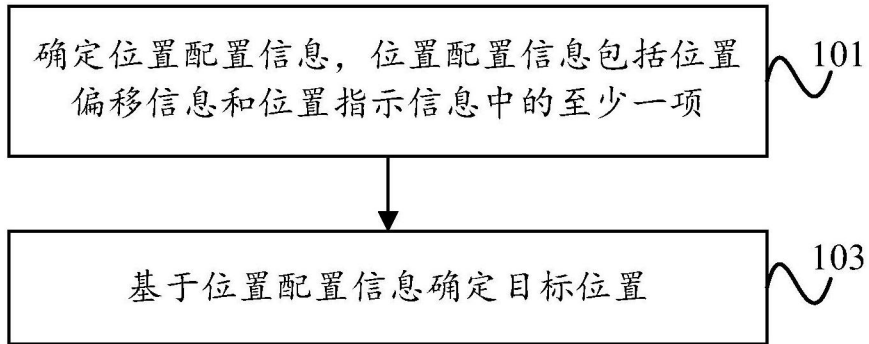 确定位置配置信息，位置配置信息包括位置
偏移信息和位置指示信息中的至少一项
101
基于位置配置信息确定目标位置
103